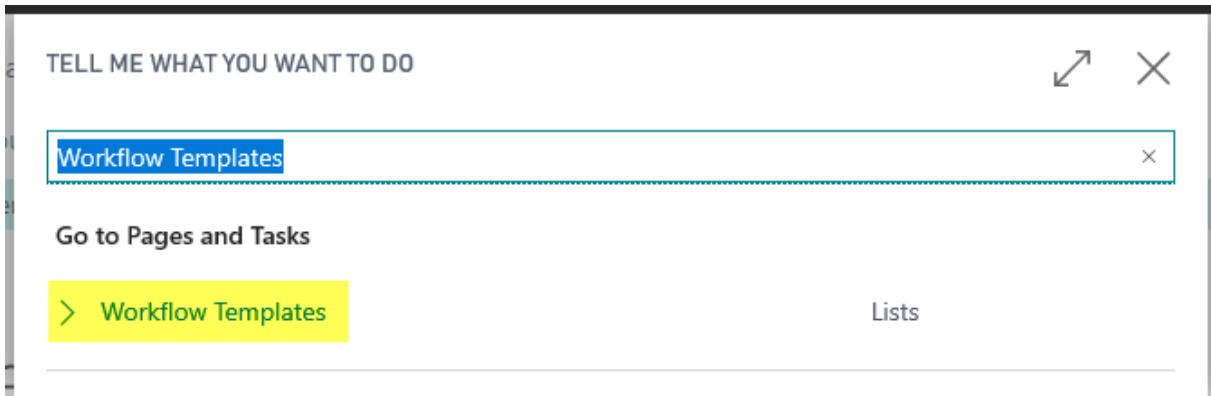 TELL ME WHAT YOU WANT TO DO
Workflow Templates
Go to Pages and Tasks
Workflow Templates Lists